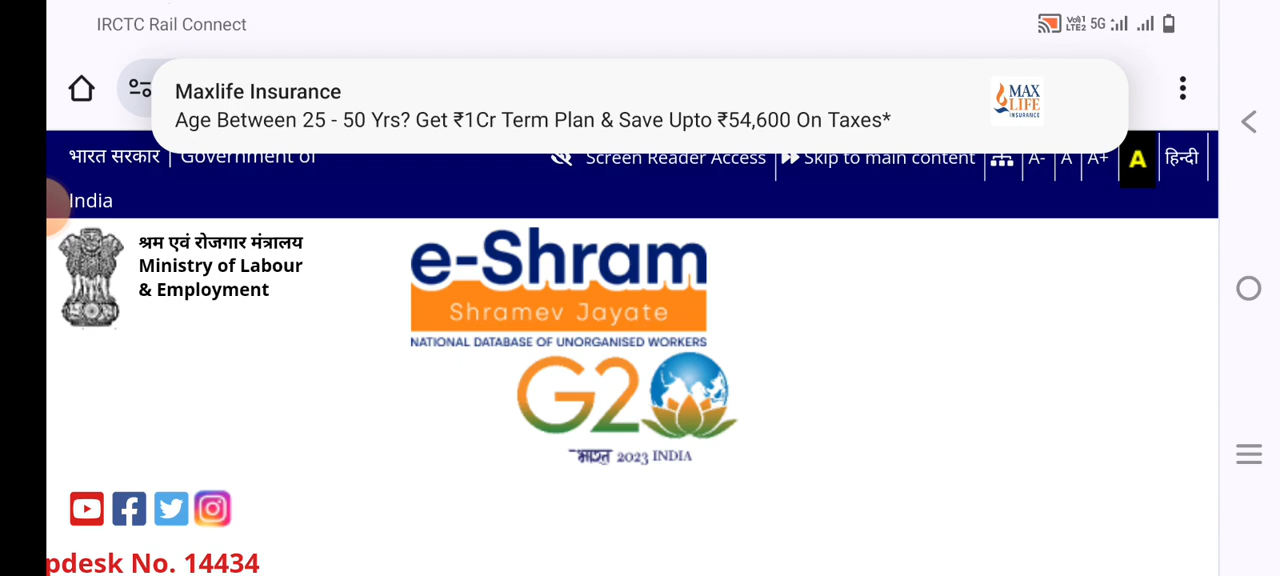 IRCTC Rail Connect
5G
Maxlife Insurance
Age Between 25 - 50 Yrs? Get ₹1Cr Term Plan & Save Upto ₹54,600 On Taxes*
MAX
LIFE
INSURANCE
भारत सरकार | Government of
India
Screen Reader Access
Skip to main content
A-
A
A+
A
हिन्दी
श्रम एवं रोजगार मंत्रालय
Ministry of Labour
& Employment
e-Shram
Shramev Jayate
NATIONAL DATABASE OF UNORGANISED WORKERS
G20
भारत 2023 INDIA
pdesk No. 14434